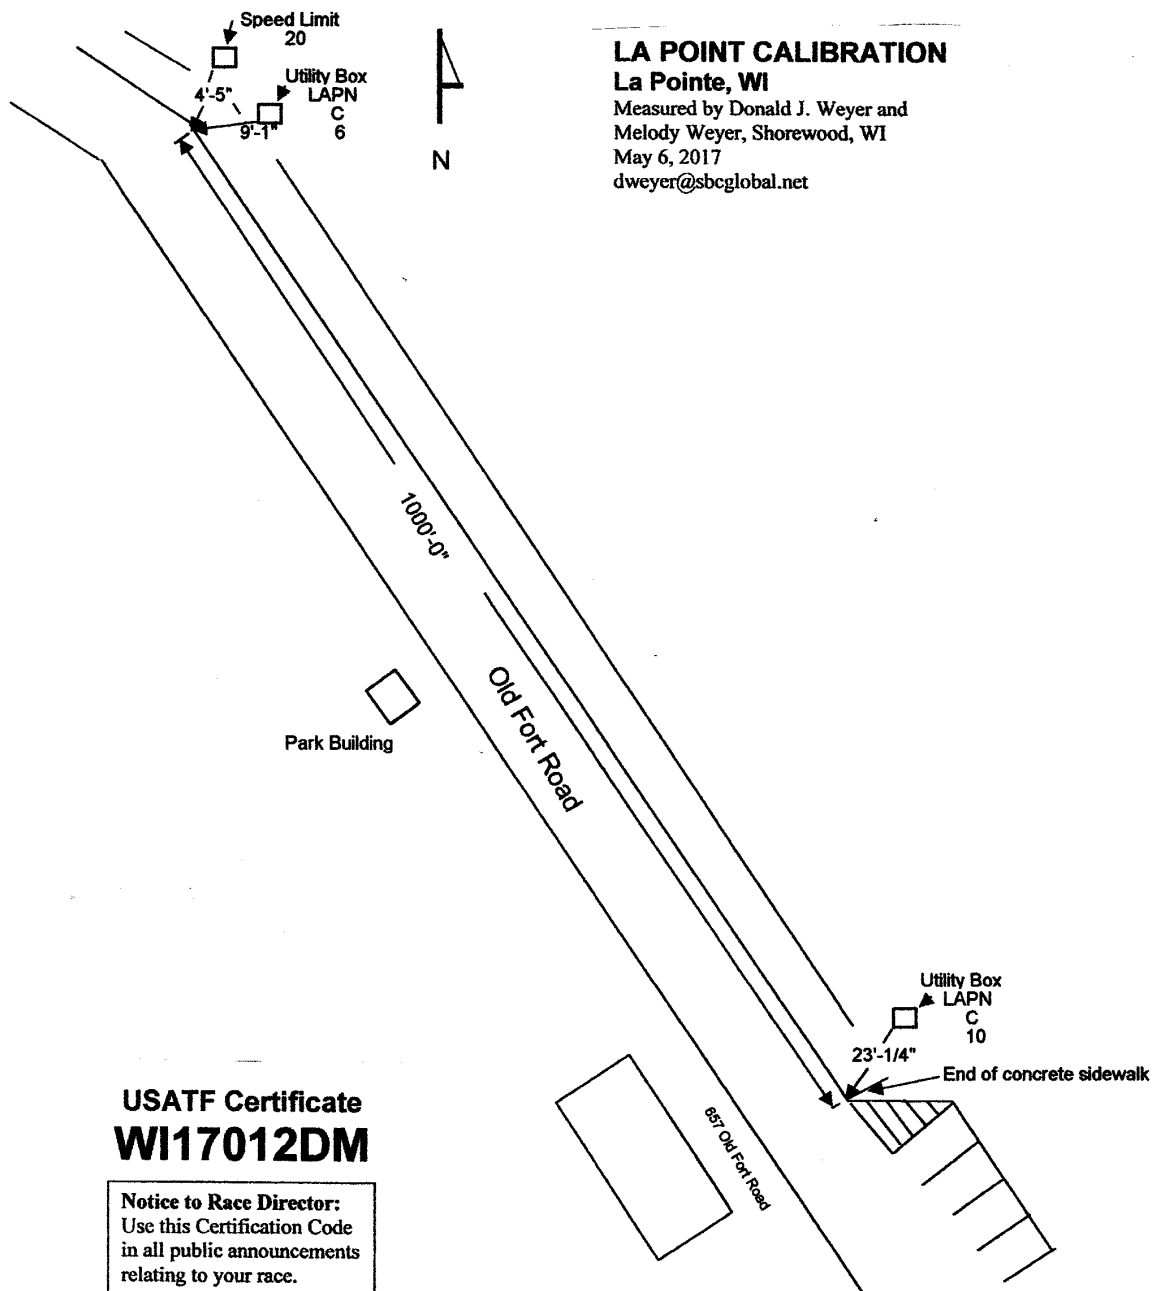 Speed Limit
20
Utility Box
LAPN
C
6
4'-5"
9'-1"
N
LA POINT CALIBRATION
La Pointe, WI
Measured by Donald J. Weyer and
Melody Weyer, Shorewood, WI
May 6, 2017
dweyer@sbcglobal.net
1000'-0"
Old Fort Road
Park Building
Utility Box
LAPN
C
10
23'-1/4"
End of concrete sidewalk
657 Old Fort Road
USATF Certificate
WI17012DM
Notice to Race Director:
Use this Certification Code
in all public announcements
relating to your race.